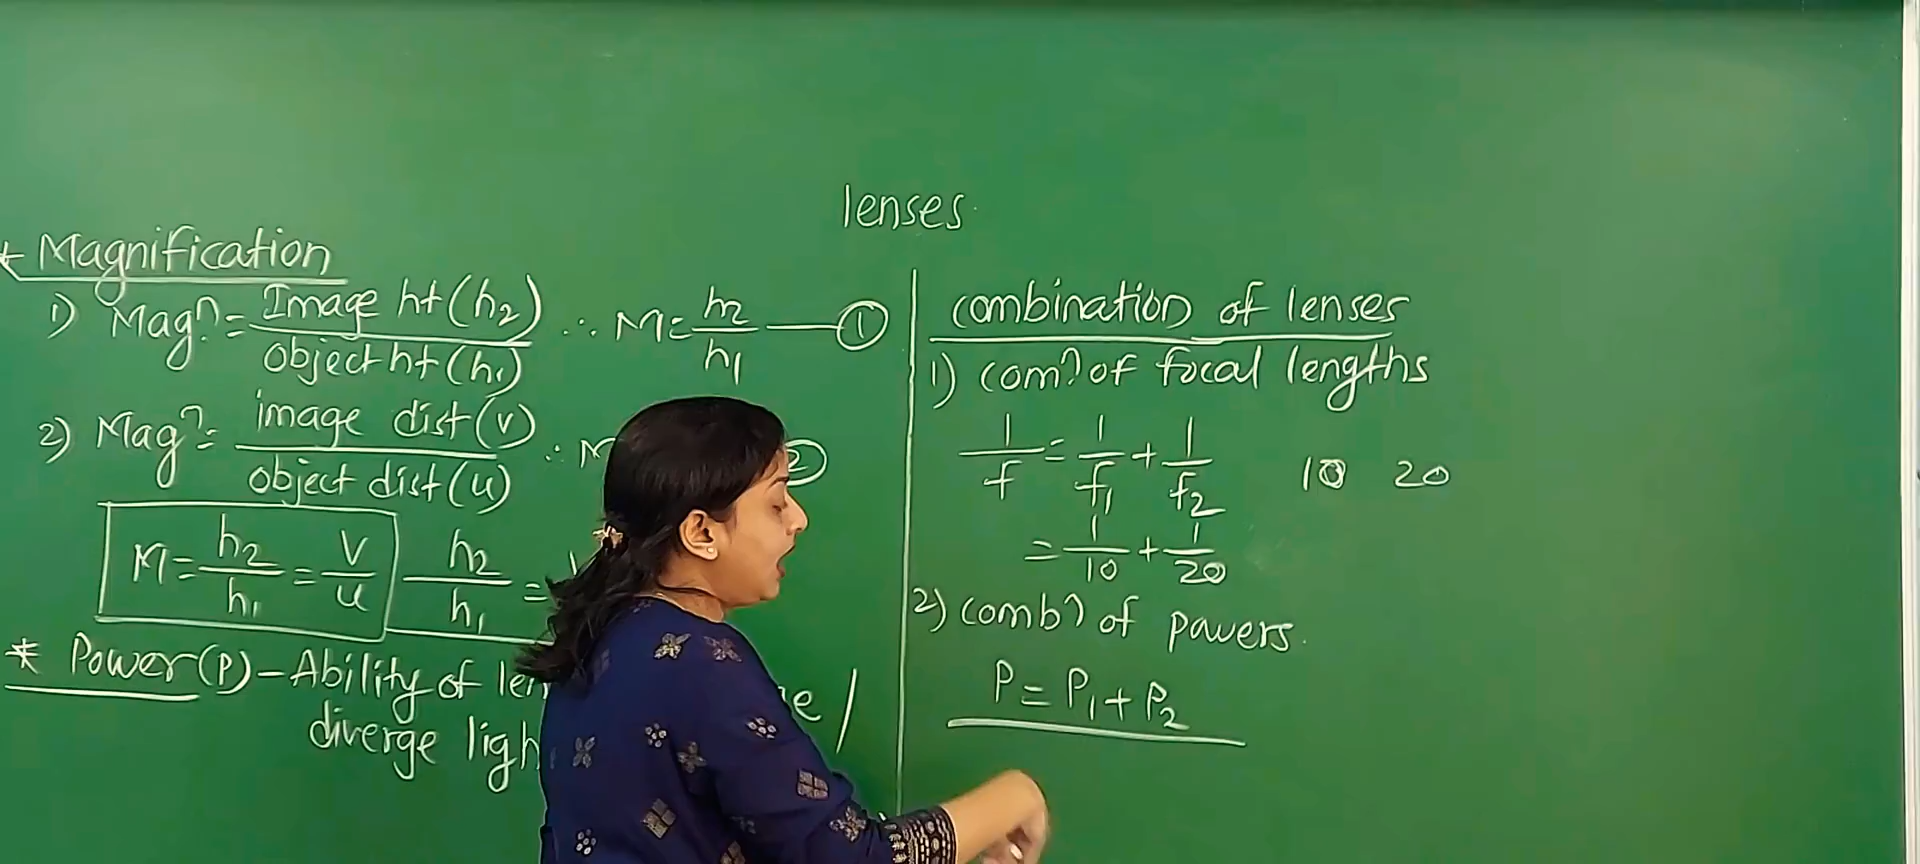 lenses.
* Magnification
1) Magn. = Image ht (h2) / object ht (h1) ∴ M = h2/h1 —— ①
2) Magn. = image dist (v) / object dist (u) ∴ M ②
M = h2/h1 = v/u h2/h1 =
* Power (P) – Ability of
diverge
combination of lenses
1) comn of focal lengths
1/f = 1/f1 + 1/f2 10 20
= 1/10 + 1/20
2) combn of powers.
P = P1 + P2